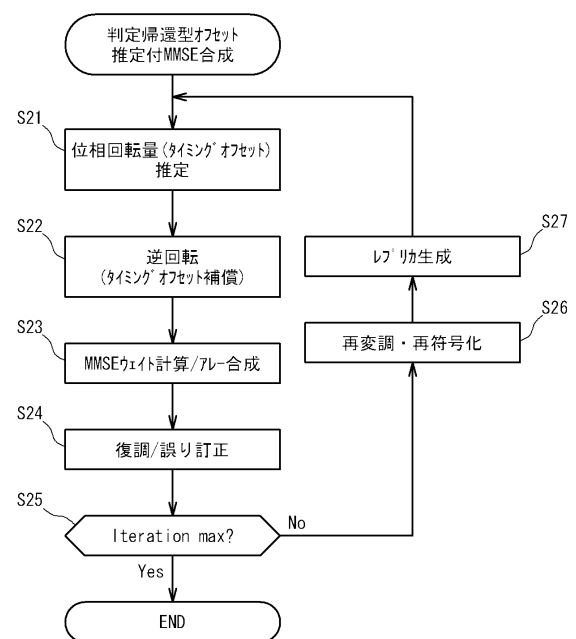 判定帰還型ｵﾌｾｯﾄ
推定付MMSE合成
S21
位相回転量(ﾀｲﾐﾝｸﾞｵﾌｾｯﾄ)
推定
S22
逆回転
(ﾀｲﾐﾝｸﾞｵﾌｾｯﾄ補償)
S23
MMSEｳｪｲﾄ計算/ｱﾚｰ合成
S24
復調/誤り訂正
S25
Iteration max?
No
Yes
S26
再変調・再符号化
S27
ﾚﾌﾟﾘｶ生成
END